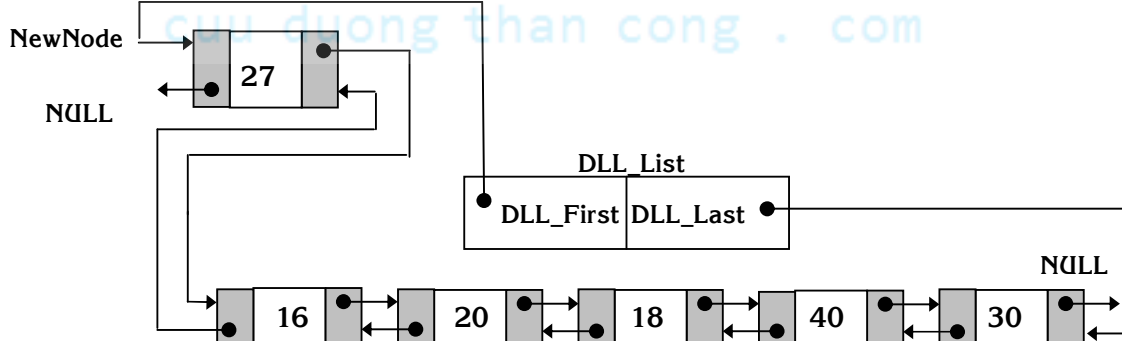 cuu duong than cong . com
NewNode
27
NULL
DLL_List
DLL_First DLL_Last
NULL
16 20 18 40 30